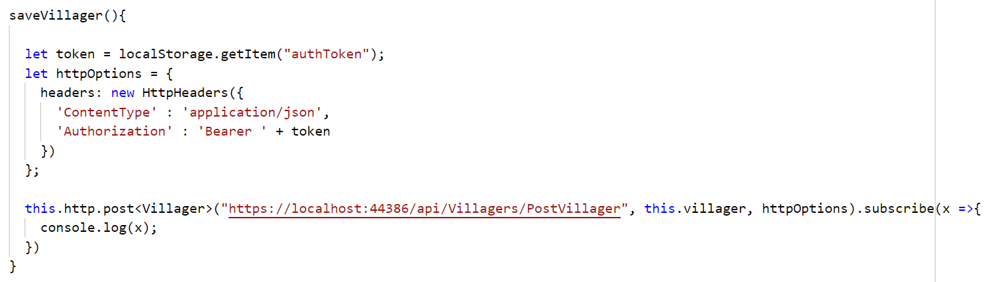 saveVillager(){
let token = localStorage.getItem("authToken");
let httpOptions = {
headers: new HttpHeaders({
'ContentType' : 'application/json',
'Authorization' : 'Bearer ' + token
})
};
this.http.post<Villager>("https://localhost:44386/api/Villagers/PostVillager", this.villager, httpOptions).subscribe(x =>{
console.log(x);
})
}